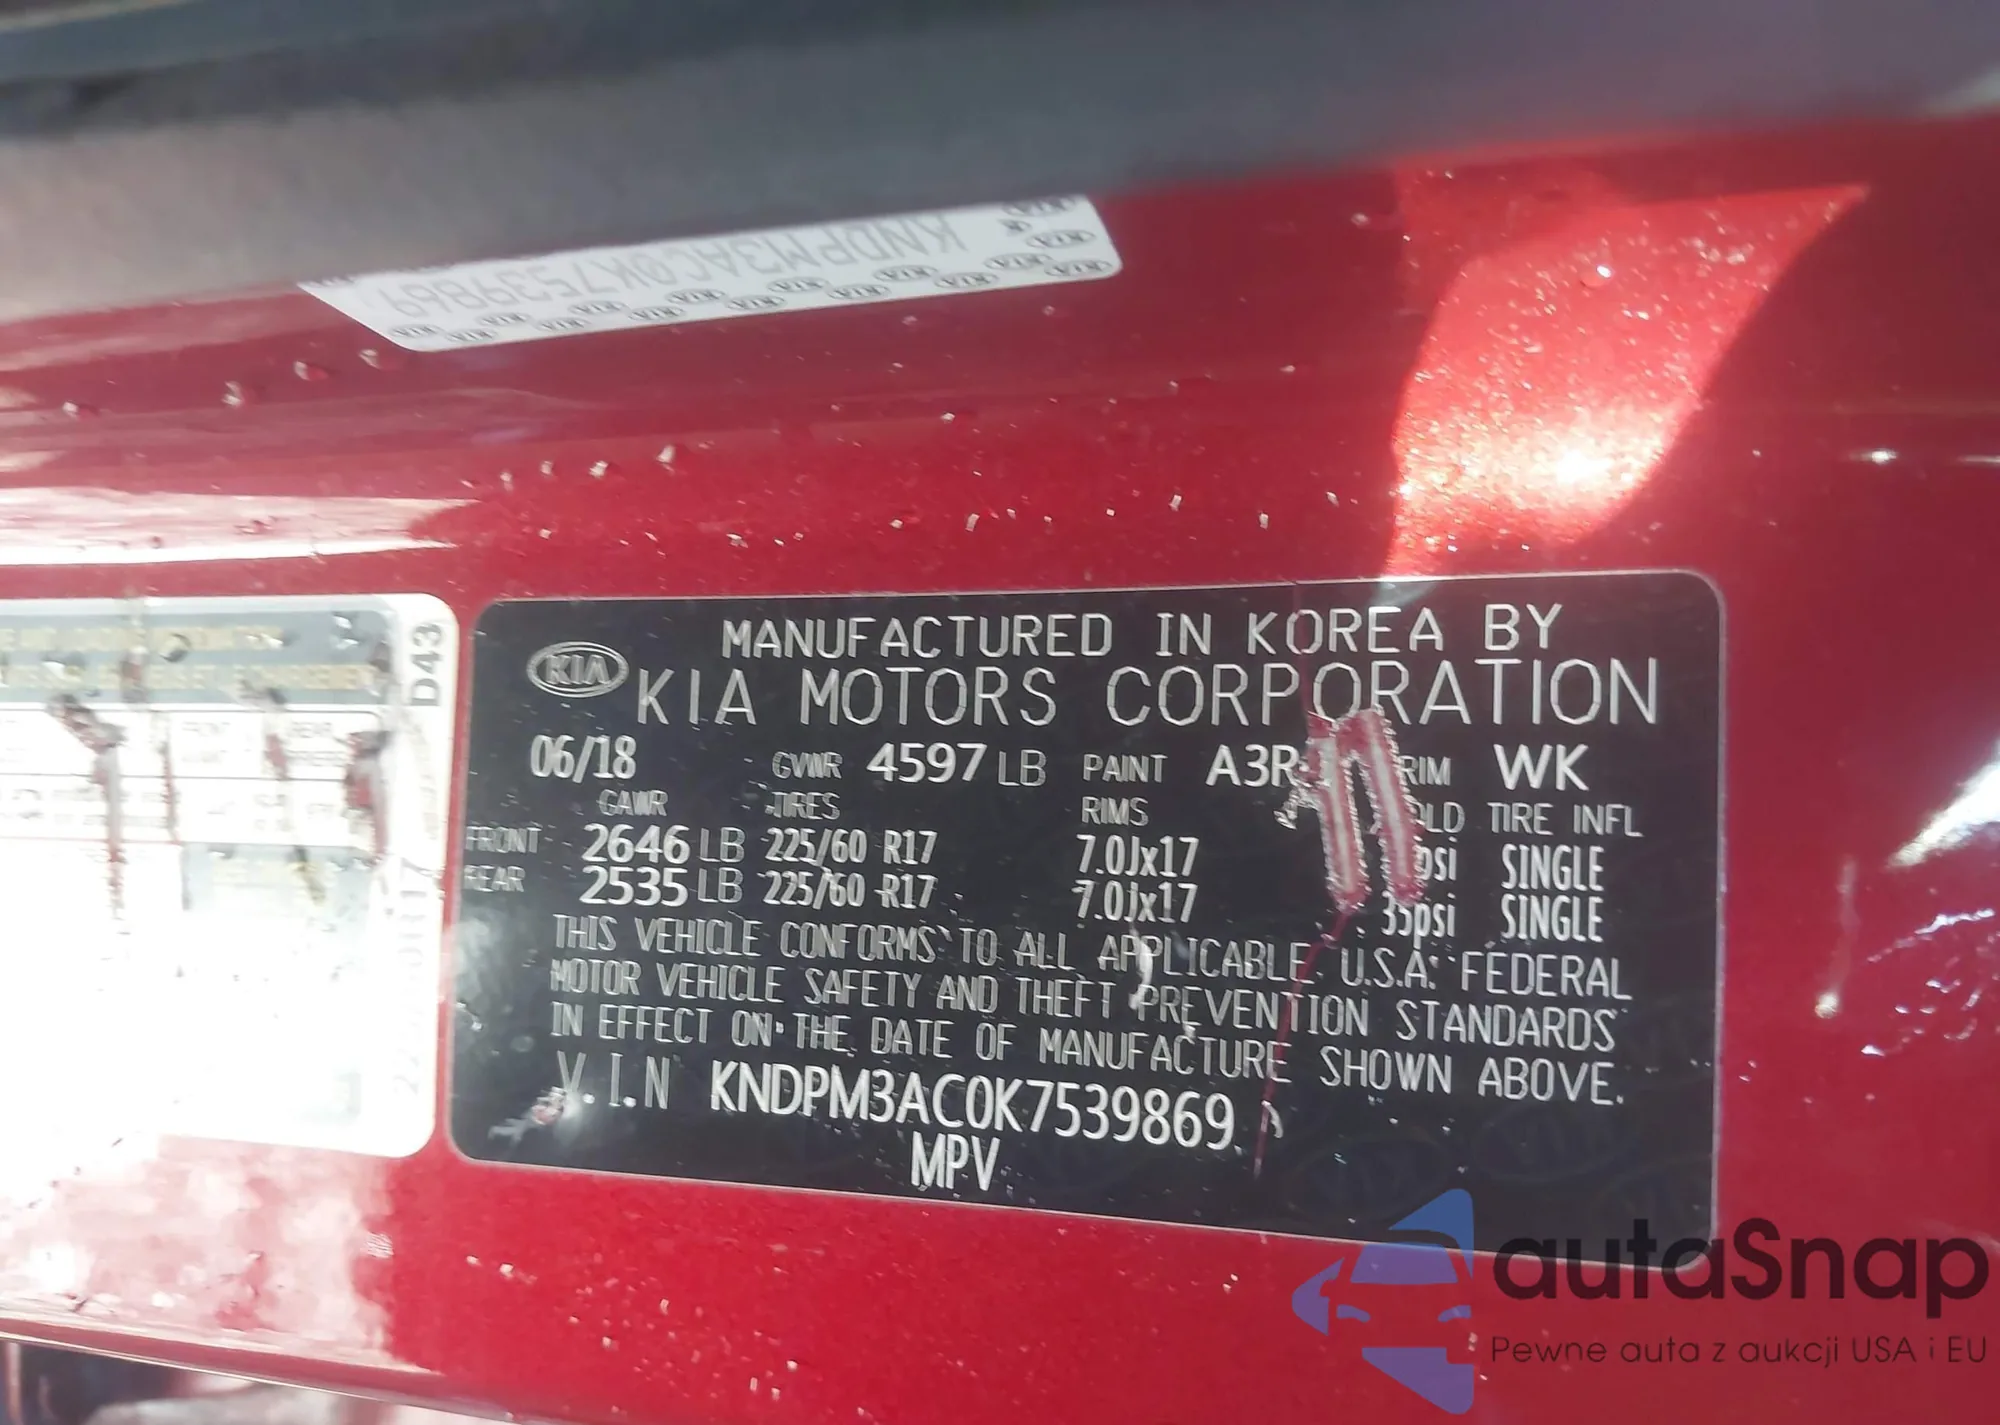 KNDPM3AC0K7539869
D43
KIA
MANUFACTURED IN KOREA BY
KIA MOTORS CORPORATION
06/18 GVWR 4597 LB PAINT A3R WK
GAWR TIRES RIMS TIRE INFL
FRONT 2646 LB 225/60 R17 7.0Jx17 SINGLE
REAR 2535 LB 225/60 R17 7.0Jx17 35psi SINGLE
THIS VEHICLE CONFORMS TO ALL APPLICABLE U.S.A. FEDERAL
MOTOR VEHICLE SAFETY AND THEFT PREVENTION STANDARDS
IN EFFECT ON THE DATE OF MANUFACTURE SHOWN ABOVE.
V.I.N KNDPM3AC0K7539869
MPV
autaSnap
Pewne auta z aukcji USA i EU